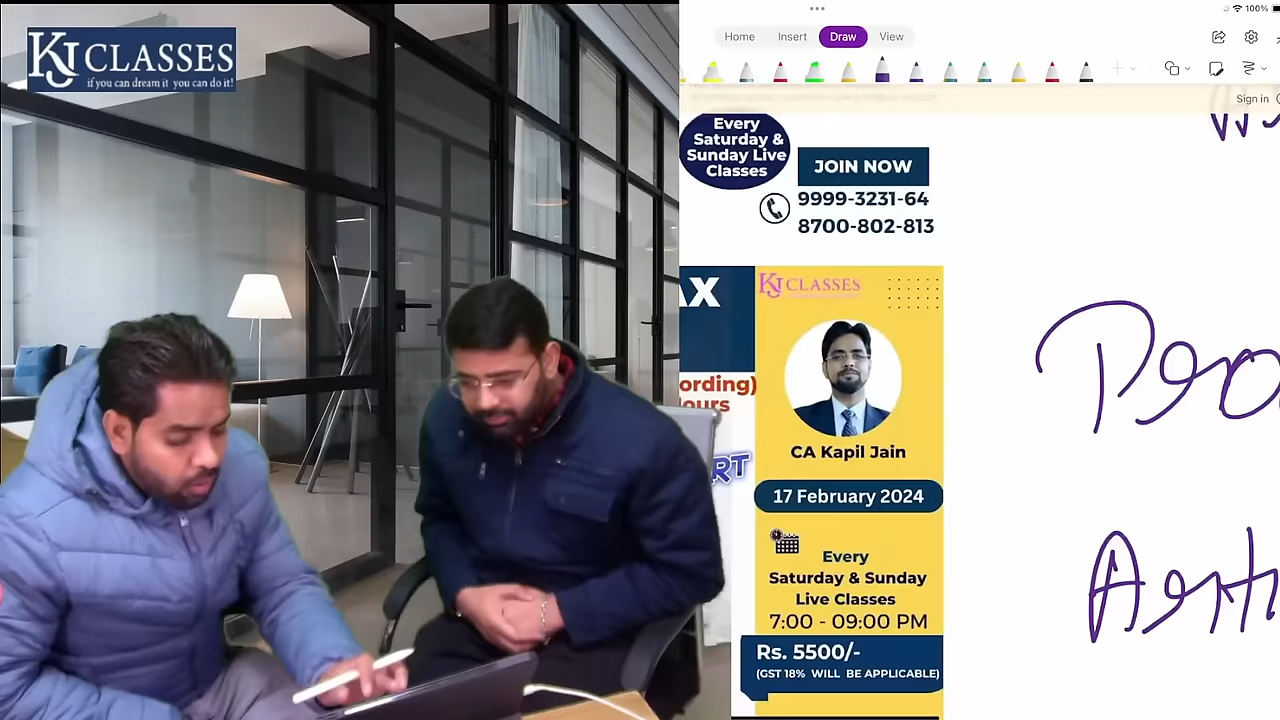 KJ CLASSES
if you can dream it you can do it!
100%
Home Insert Draw View
Sign in
Every
Saturday &
Sunday Live
Classes
JOIN NOW
9999-3231-64
8700-802-813
AX
KJ CLASSES
ording)
ours
CA Kapil Jain
RT
17 February 2024
Every
Saturday & Sunday
Live Classes
7:00 - 09:00 PM
Rs. 5500/-
(GST 18% WILL BE APPLICABLE)